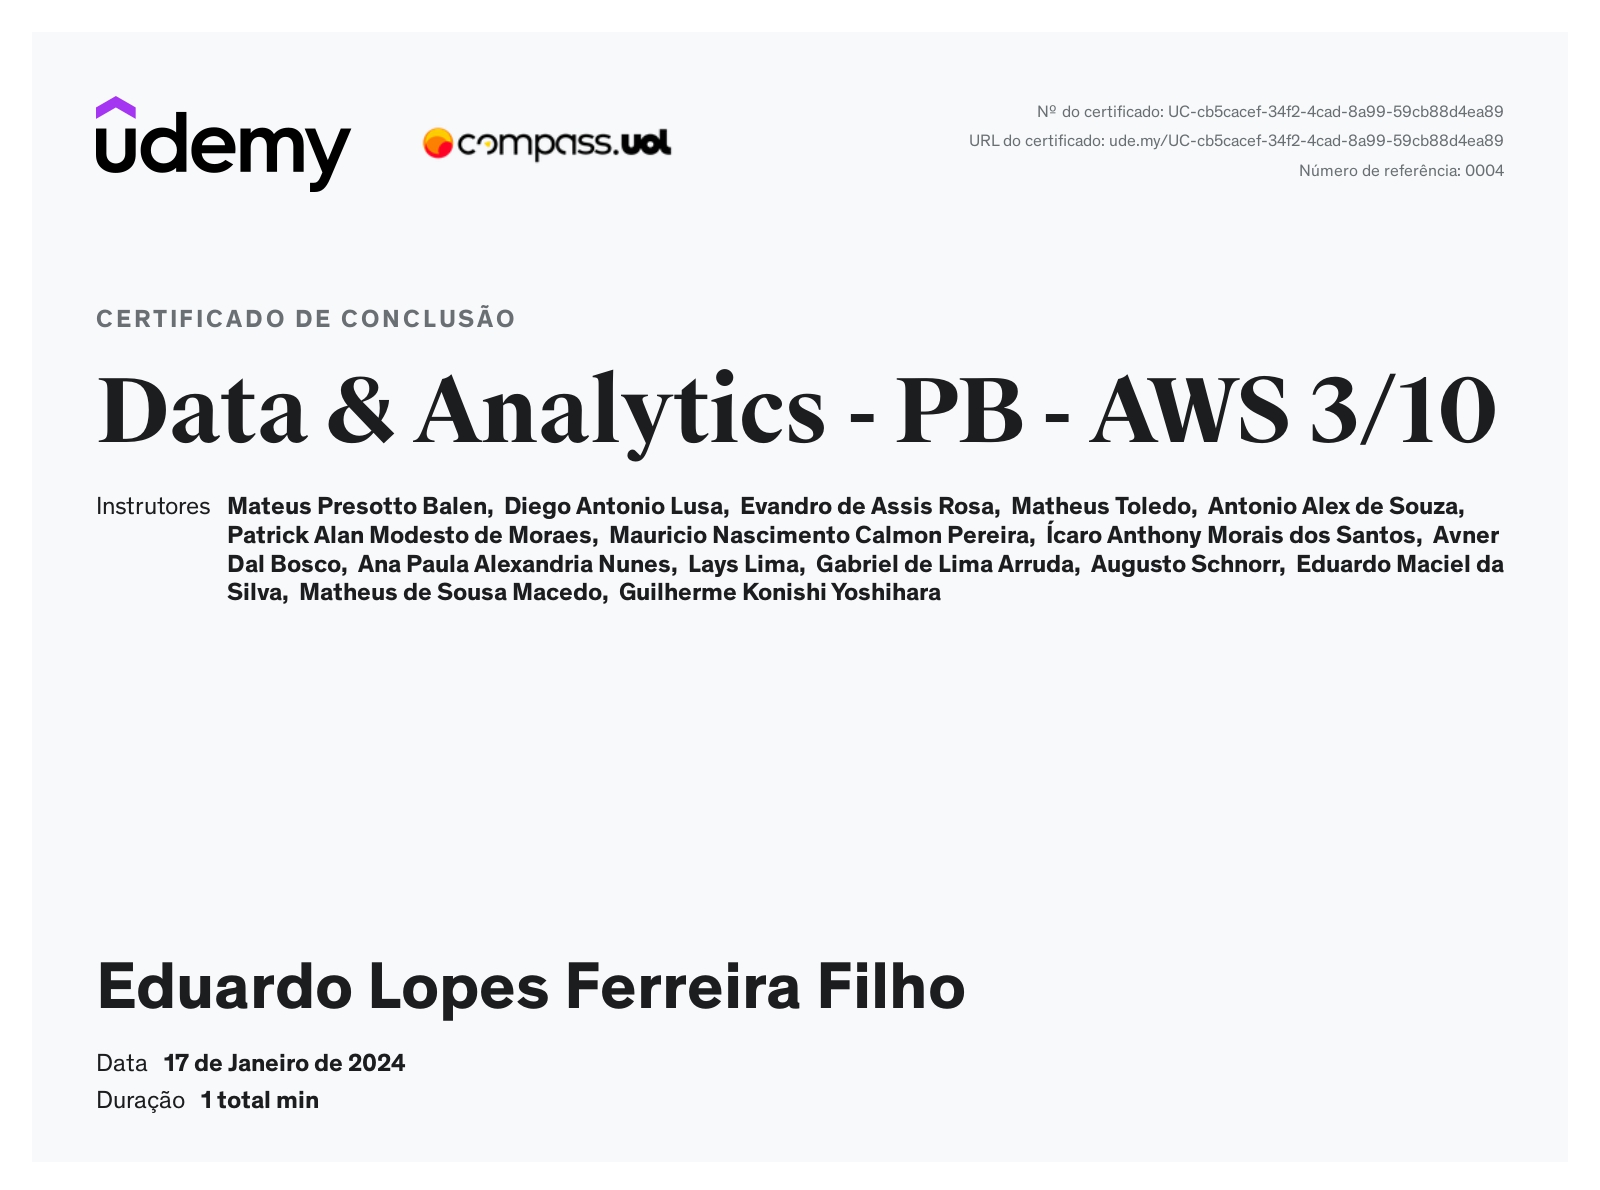 udemy
compass.uol
Nº do certificado: UC-cb5cacef-34f2-4cad-8a99-59cb88d4ea89
URL do certificado: ude.my/UC-cb5cacef-34f2-4cad-8a99-59cb88d4ea89
Número de referência: 0004
CERTIFICADO DE CONCLUSÃO
Data & Analytics - PB - AWS 3/10
Instrutores Mateus Presotto Balen, Diego Antonio Lusa, Evandro de Assis Rosa, Matheus Toledo, Antonio Alex de Souza,
Patrick Alan Modesto de Moraes, Mauricio Nascimento Calmon Pereira, Ícaro Anthony Morais dos Santos, Avner
Dal Bosco, Ana Paula Alexandria Nunes, Lays Lima, Gabriel de Lima Arruda, Augusto Schnorr, Eduardo Maciel da
Silva, Matheus de Sousa Macedo, Guilherme Konishi Yoshihara
Eduardo Lopes Ferreira Filho
Data 17 de Janeiro de 2024
Duração 1 total min